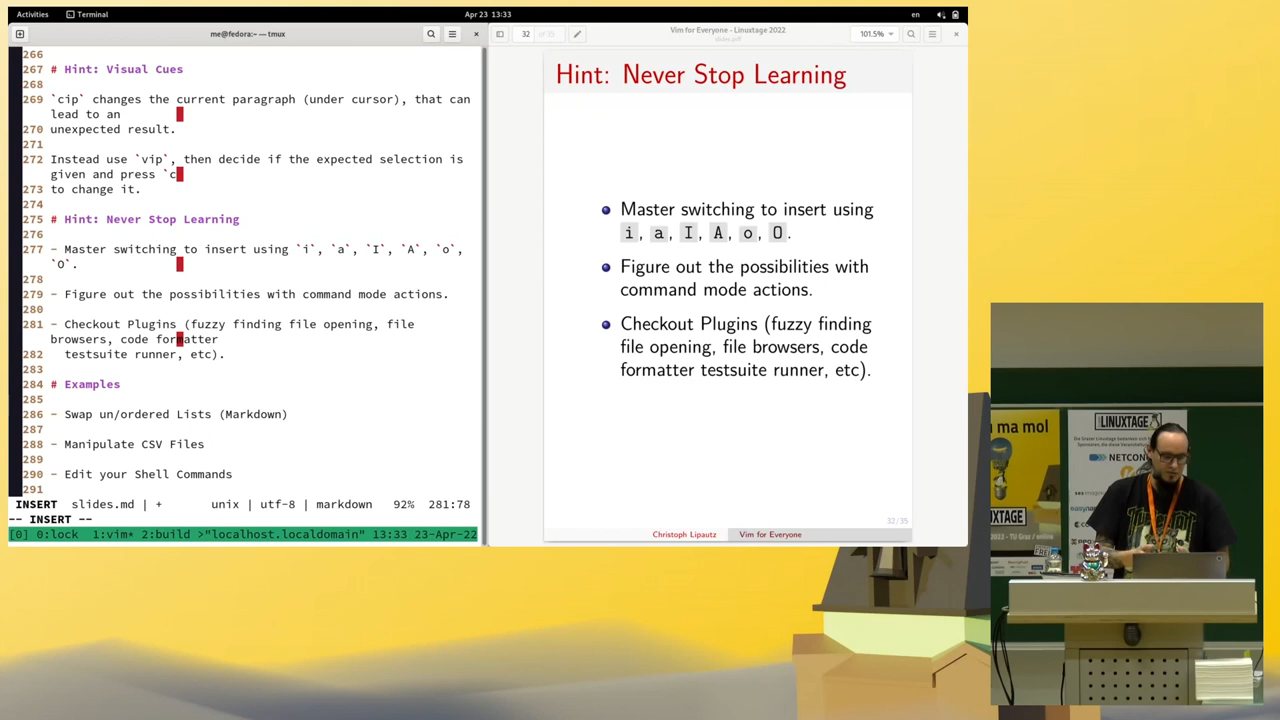 Activities
Terminal
Apr 23 13:33
en
me@fedora:~ — tmux
266
267 # Hint: Visual Cues
268
269 `cip` changes the current paragraph (under cursor), that can
lead to an
270 unexpected result.
271
272 Instead use `vip`, then decide if the expected selection is
given and press `c
273 to change it.
274
275 # Hint: Never Stop Learning
276
277 - Master switching to insert using `i`, `a`, `I`, `A`, `o`,
`O`.
278
279 - Figure out the possibilities with command mode actions.
280
281 - Checkout Plugins (fuzzy finding file opening, file
browsers, code formatter
282 testsuite runner, etc).
283
284 # Examples
285
286 - Swap un/ordered Lists (Markdown)
287
288 - Manipulate CSV Files
289
290 - Edit your Shell Commands
291
INSERT slides.md | + unix | utf-8 | markdown 92% 281:78
-- INSERT --
[0] 0:lock 1:vim* 2:build >"localhost.localdomain" 13:33 23-Apr-22
32 of 35
Vim for Everyone - Linuxtage 2022
slides.pdf
101.5%
Hint: Never Stop Learning
Master switching to insert using
i, a, I, A, o, O.
Figure out the possibilities with
command mode actions.
Checkout Plugins (fuzzy finding
file opening, file browsers, code
formatter testsuite runner, etc).
32/35
Christoph Lipautz
Vim for Everyone
ma mol
LINUXTAGE
NETCON